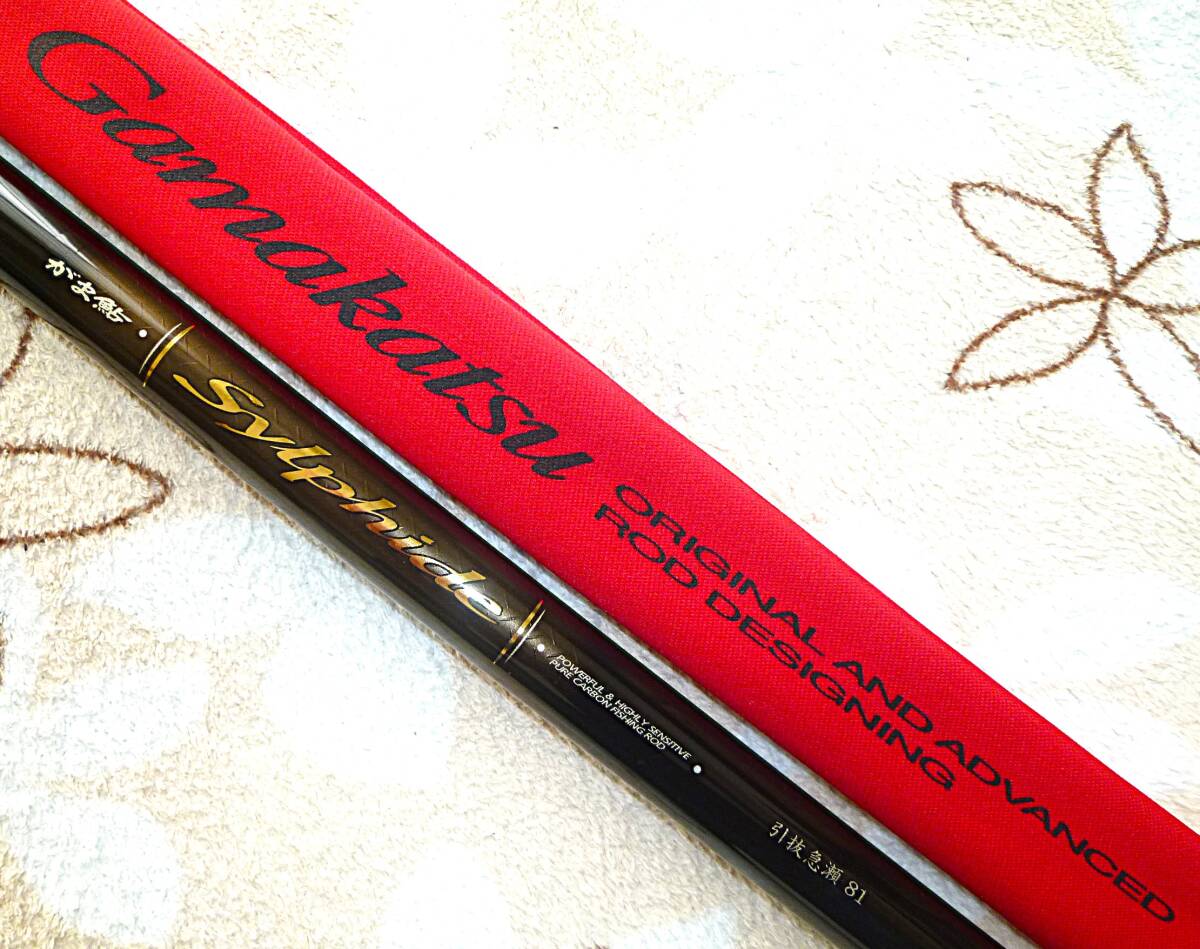 Gamakatsu
ORIGINAL AND ADVANCED
ROD DESIGNING
がま鮎
Sylphide
POWERFUL & HIGHLY SENSITIVE
PURE CARBON FISHING ROD
引抜急瀬 81